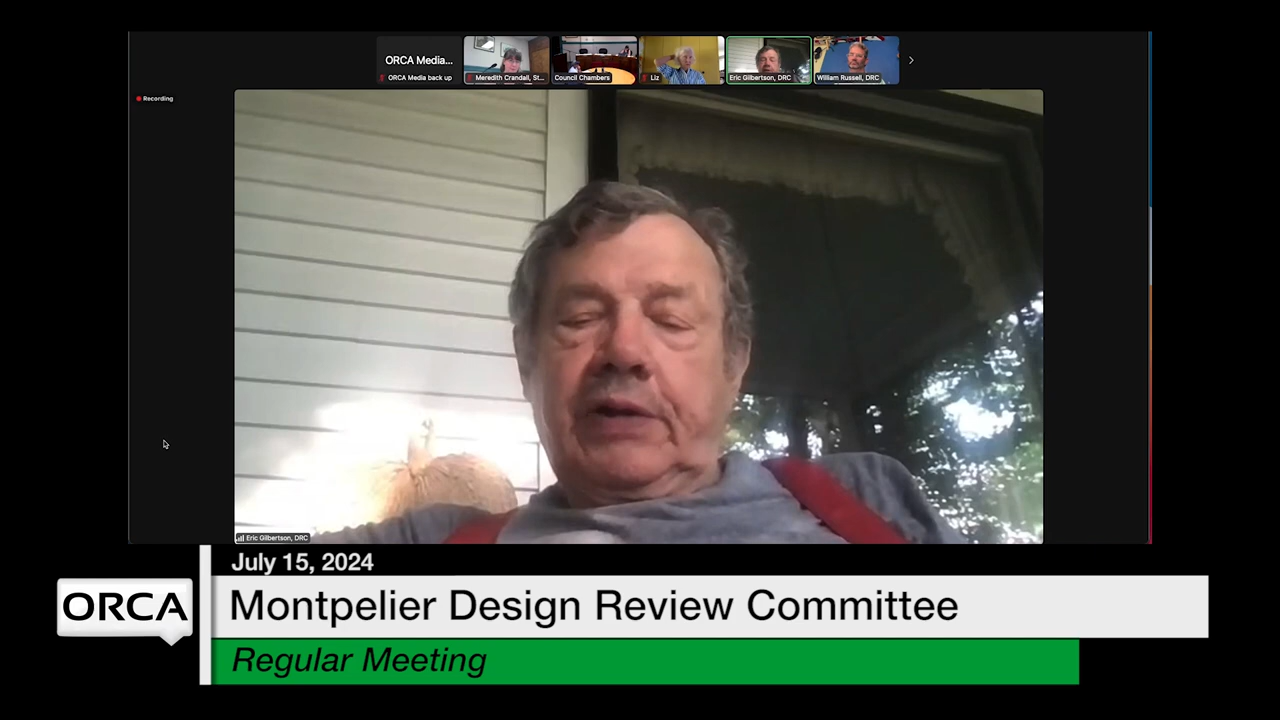 ORCA Media...
ORCA Media back up
Meredith Crandall, St...
Council Chambers
Liz
Eric Gilbertson, DRC
William Russell, DRC
Recording
Eric Gilbertson, DRC
July 15, 2024
ORCA
Montpelier Design Review Committee
Regular Meeting